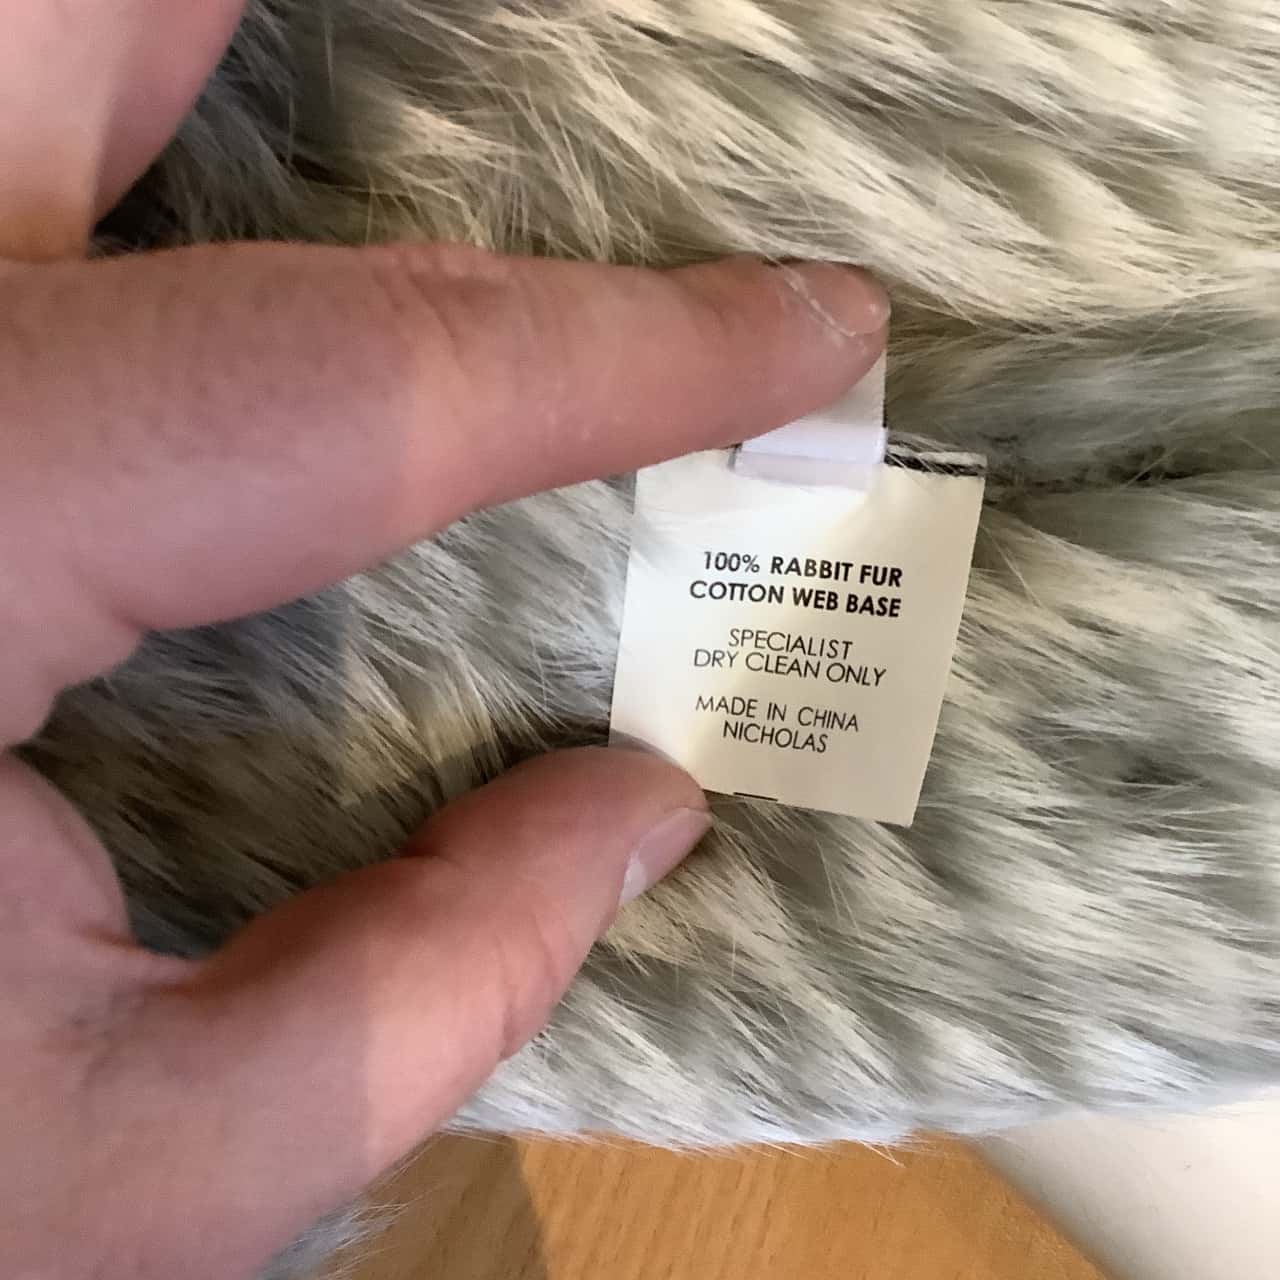 100% RABBIT FUR
COTTON WEB BASE
SPECIALIST
DRY CLEAN ONLY
MADE IN CHINA
NICHOLAS